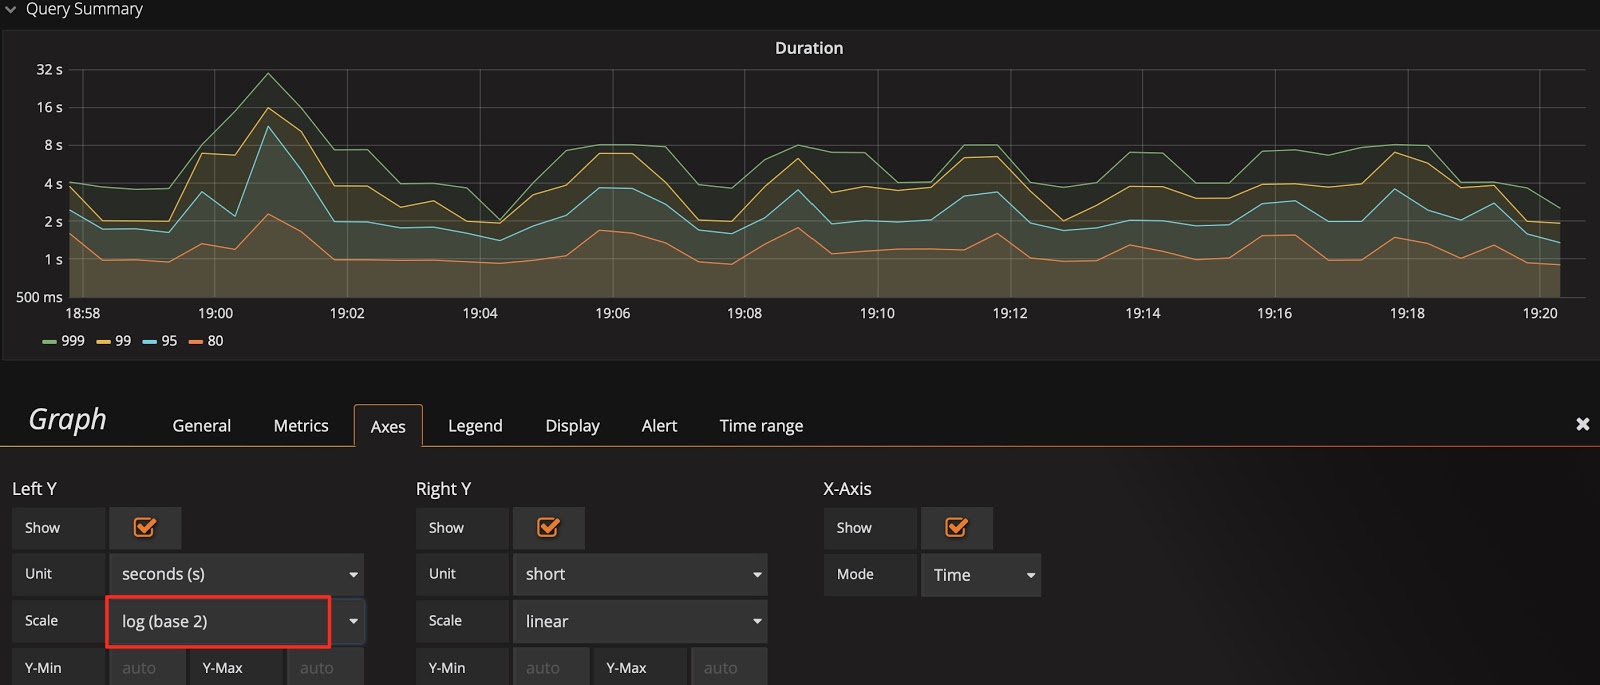 Query Summary
Duration
32 s
16 s
8 s
4 s
2 s
1 s
500 ms
18:58 19:00 19:02 19:04 19:06 19:08 19:10 19:12 19:14 19:16 19:18 19:20
999 99 95 80
Graph General Metrics Axes Legend Display Alert Time range
Left Y Right Y X-Axis
Show Show Show
Unit seconds (s) Unit short Mode Time
Scale log (base 2) Scale linear
Y-Min auto Y-Max auto Y-Min auto Y-Max auto